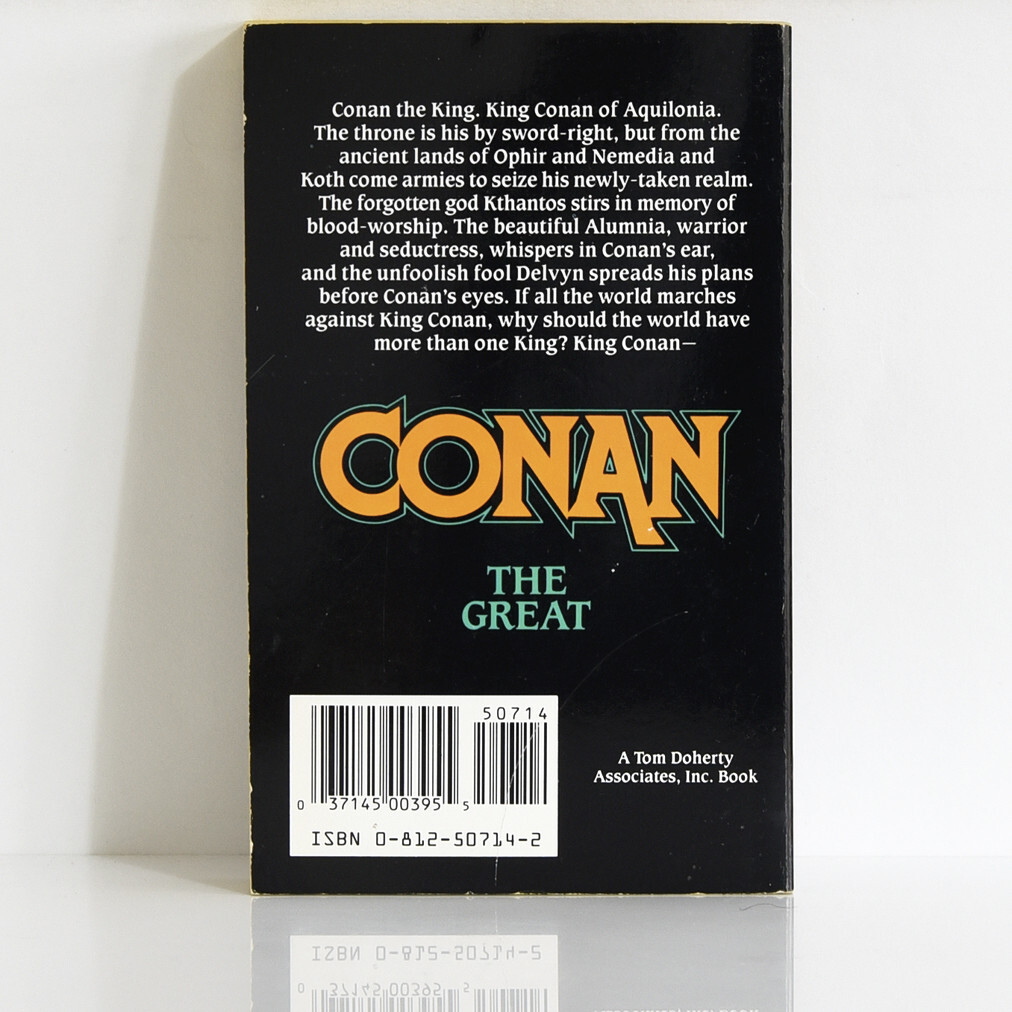 Conan the King. King Conan of Aquilonia.
The throne is his by sword-right, but from the
ancient lands of Ophir and Nemedia and
Koth come armies to seize his newly-taken realm.
The forgotten god Kthantos stirs in memory of
blood-worship. The beautiful Alumnia, warrior
and seductress, whispers in Conan's ear,
and the unfoolish fool Delvyn spreads his plans
before Conan's eyes. If all the world marches
against King Conan, why should the world have
more than one King? King Conan—
CONAN
THE
GREAT
50714
0 37145 00395 5
ISBN 0-812-50714-2
A Tom Doherty
Associates, Inc. Book